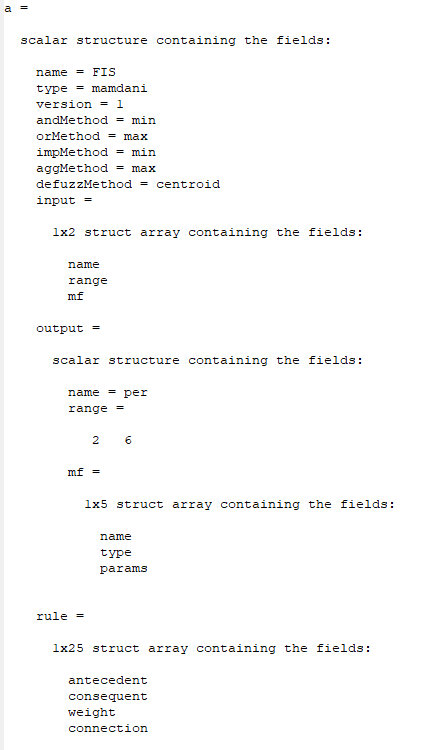 a =
scalar structure containing the fields:
name = FIS
type = mamdani
version = 1
andMethod = min
orMethod = max
impMethod = min
aggMethod = max
defuzzMethod = centroid
input =
1x2 struct array containing the fields:
name
range
mf
output =
scalar structure containing the fields:
name = per
range =
2 6
mf =
1x5 struct array containing the fields:
name
type
params
rule =
1x25 struct array containing the fields:
antecedent
consequent
weight
connection